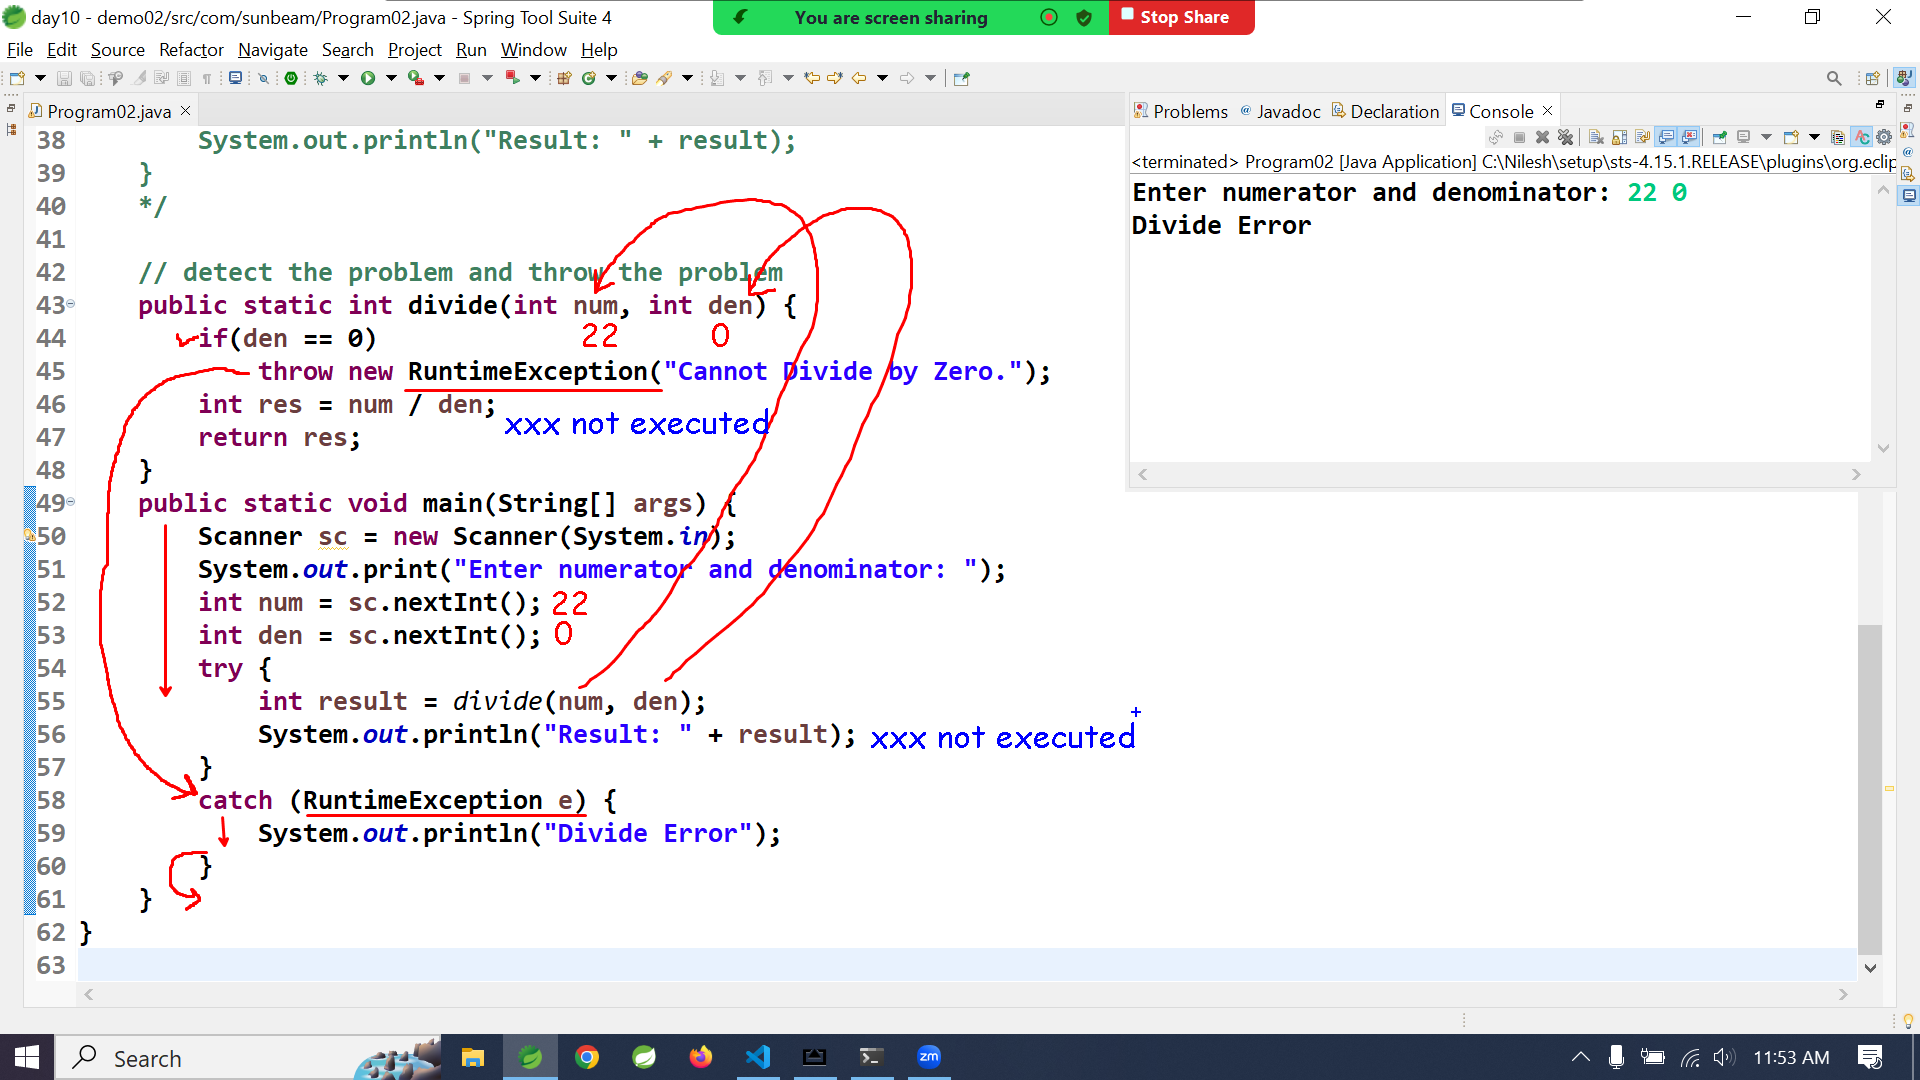 day10 - demo02/src/com/sunbeam/Program02.java - Spring Tool Suite 4
You are screen sharing
Stop Share
File Edit Source Refactor Navigate Search Project Run Window Help
Program02.java
Problems Javadoc Declaration Console
<terminated> Program02 [Java Application] C:\Nilesh\setup\sts-4.15.1.RELEASE\plugins\org.eclip
Enter numerator and denominator: 22 0
Divide Error
38 System.out.println("Result: " + result);
39 }
40 */
41
42 // detect the problem and throw the problem
43 public static int divide(int num, int den) {
44 if(den == 0) 22 0
45 throw new RuntimeException("Cannot Divide by Zero.");
46 int res = num / den; xxx not executed
47 return res;
48 }
49 public static void main(String[] args) {
50 Scanner sc = new Scanner(System.in);
51 System.out.print("Enter numerator and denominator: ");
52 int num = sc.nextInt(); 22
53 int den = sc.nextInt(); 0
54 try {
55 int result = divide(num, den);
56 System.out.println("Result: " + result); xxx not executed
57 }
58 catch (RuntimeException e) {
59 System.out.println("Divide Error");
60 }
61 }
62 }
63
Search
zm
11:53 AM